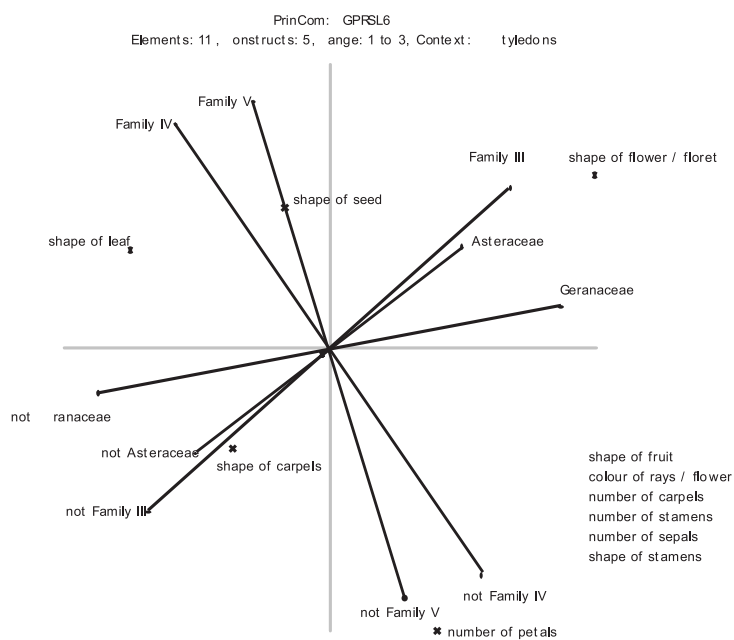 PrinCom: GPRSL6
Elements: 11, onstructs: 5, ange: 1 to 3, Context: tyledons
Family V
Family IV
Family III
shape of flower / floret
shape of seed
shape of leaf
Asteraceae
Geranaceae
not ranaceae
not Asteraceae
shape of carpels
not Family III
shape of fruit
colour of rays / flower
number of carpels
number of stamens
number of sepals
shape of stamens
not Family IV
not Family V
number of petals